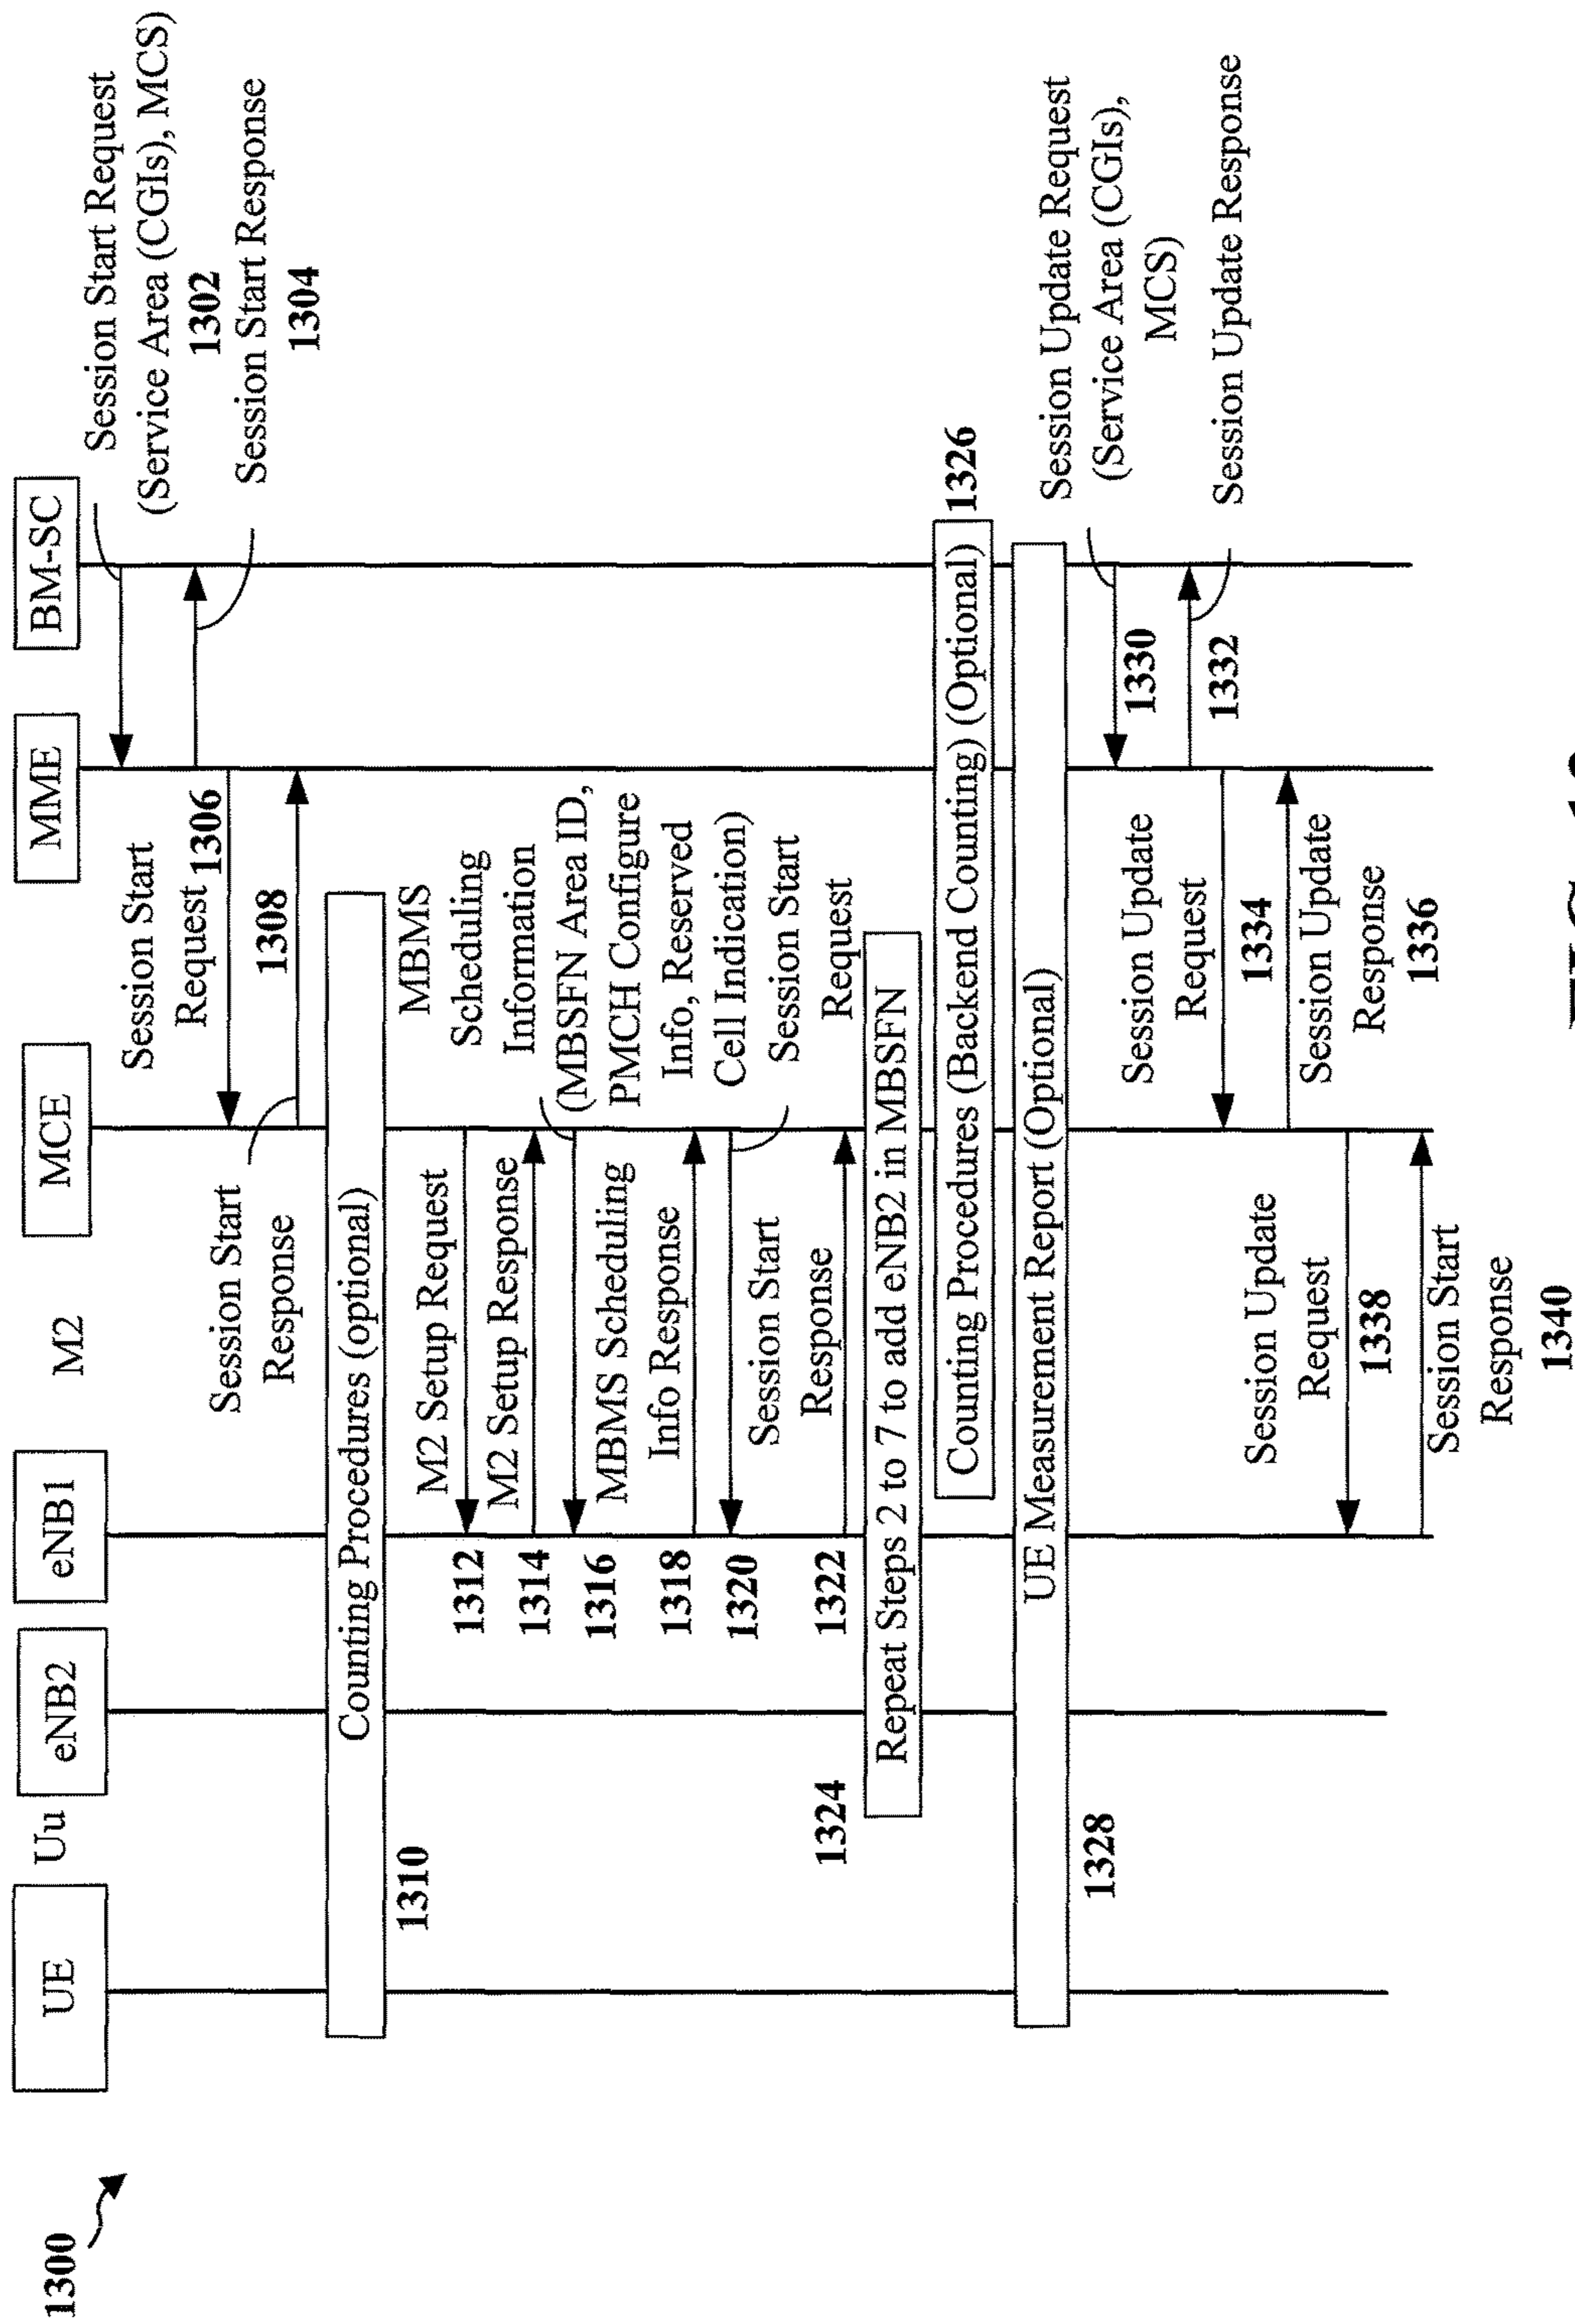 1300
UE
Uu
eNB2
eNB1
M2
MCE
MME
BM-SC
Session Start Request
(Service Area (CGIs), MCS)
1302
Session Start Response
1304
Session Start
Request
1306
1308
Session Start
Response
Counting Procedures (optional)
1310
M2 Setup Request
1312
M2 Setup Response
1314
MBMS
Scheduling
Information
(MBSFN Area ID,
PMCH Configure
Info, Reserved
Cell Indication)
1316
MBMS Scheduling
Info Response
1318
Session Start
Request
1320
Session Start
Response
1322
1324
Repeat Steps 2 to 7 to add eNB2 in MBSFN
Counting Procedures (Backend Counting) (Optional)
1326
UE Measurement Report (Optional)
1328
Session Update Request
(Service Area (CGIs),
MCS)
1330
Session Update Response
1332
Session Update
Request
1334
Session Update
Response
1336
Session Update
Request
1338
Session Start
Response
1340